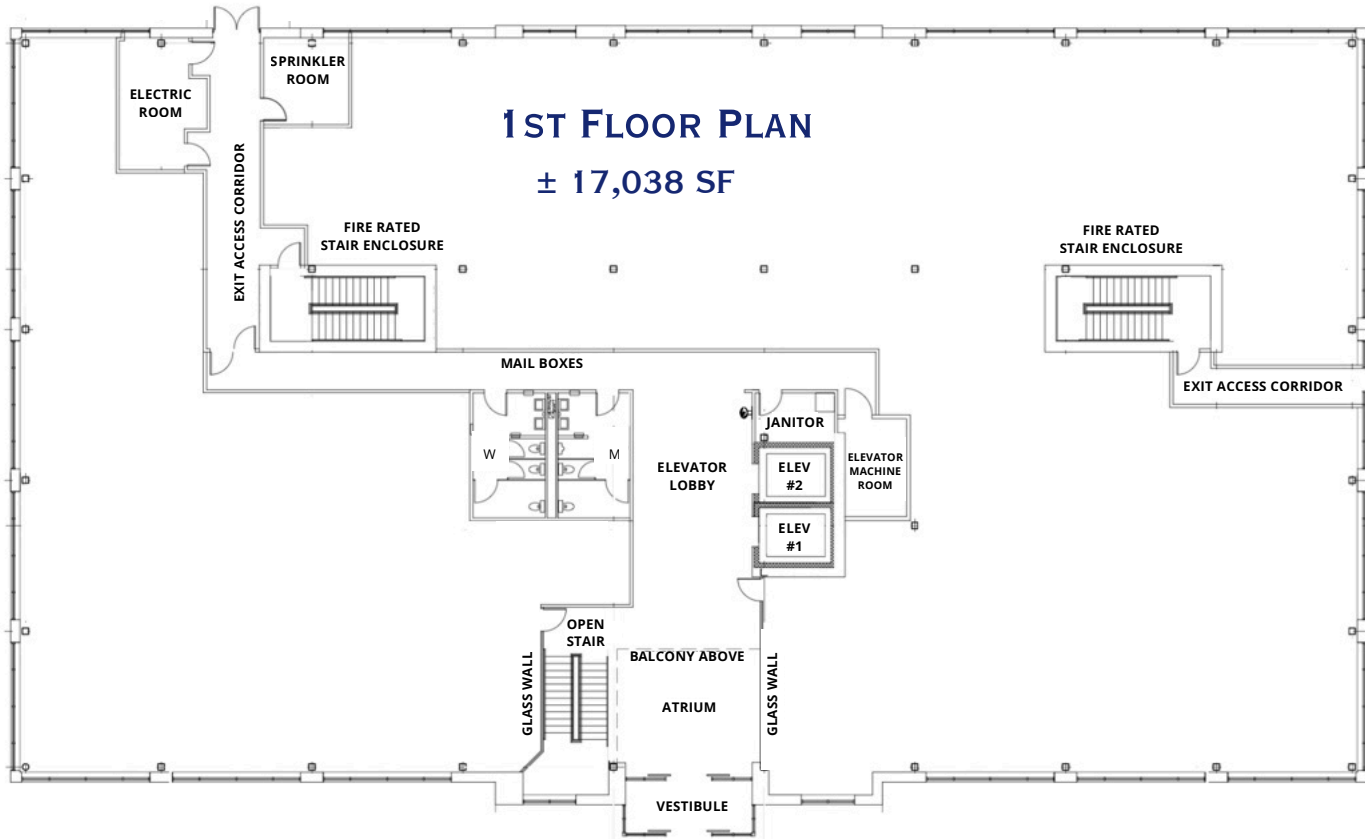 SPRINKLER
ROOM
ELECTRIC
ROOM
1ST FLOOR PLAN
± 17,038 SF
EXIT ACCESS CORRIDOR
FIRE RATED
STAIR ENCLOSURE
FIRE RATED
STAIR ENCLOSURE
MAIL BOXES
EXIT ACCESS CORRIDOR
JANITOR
W
M
ELEVATOR
LOBBY
ELEV
#2
ELEVATOR
MACHINE
ROOM
ELEV
#1
OPEN
STAIR
GLASS WALL
BALCONY ABOVE
GLASS WALL
ATRIUM
VESTIBULE